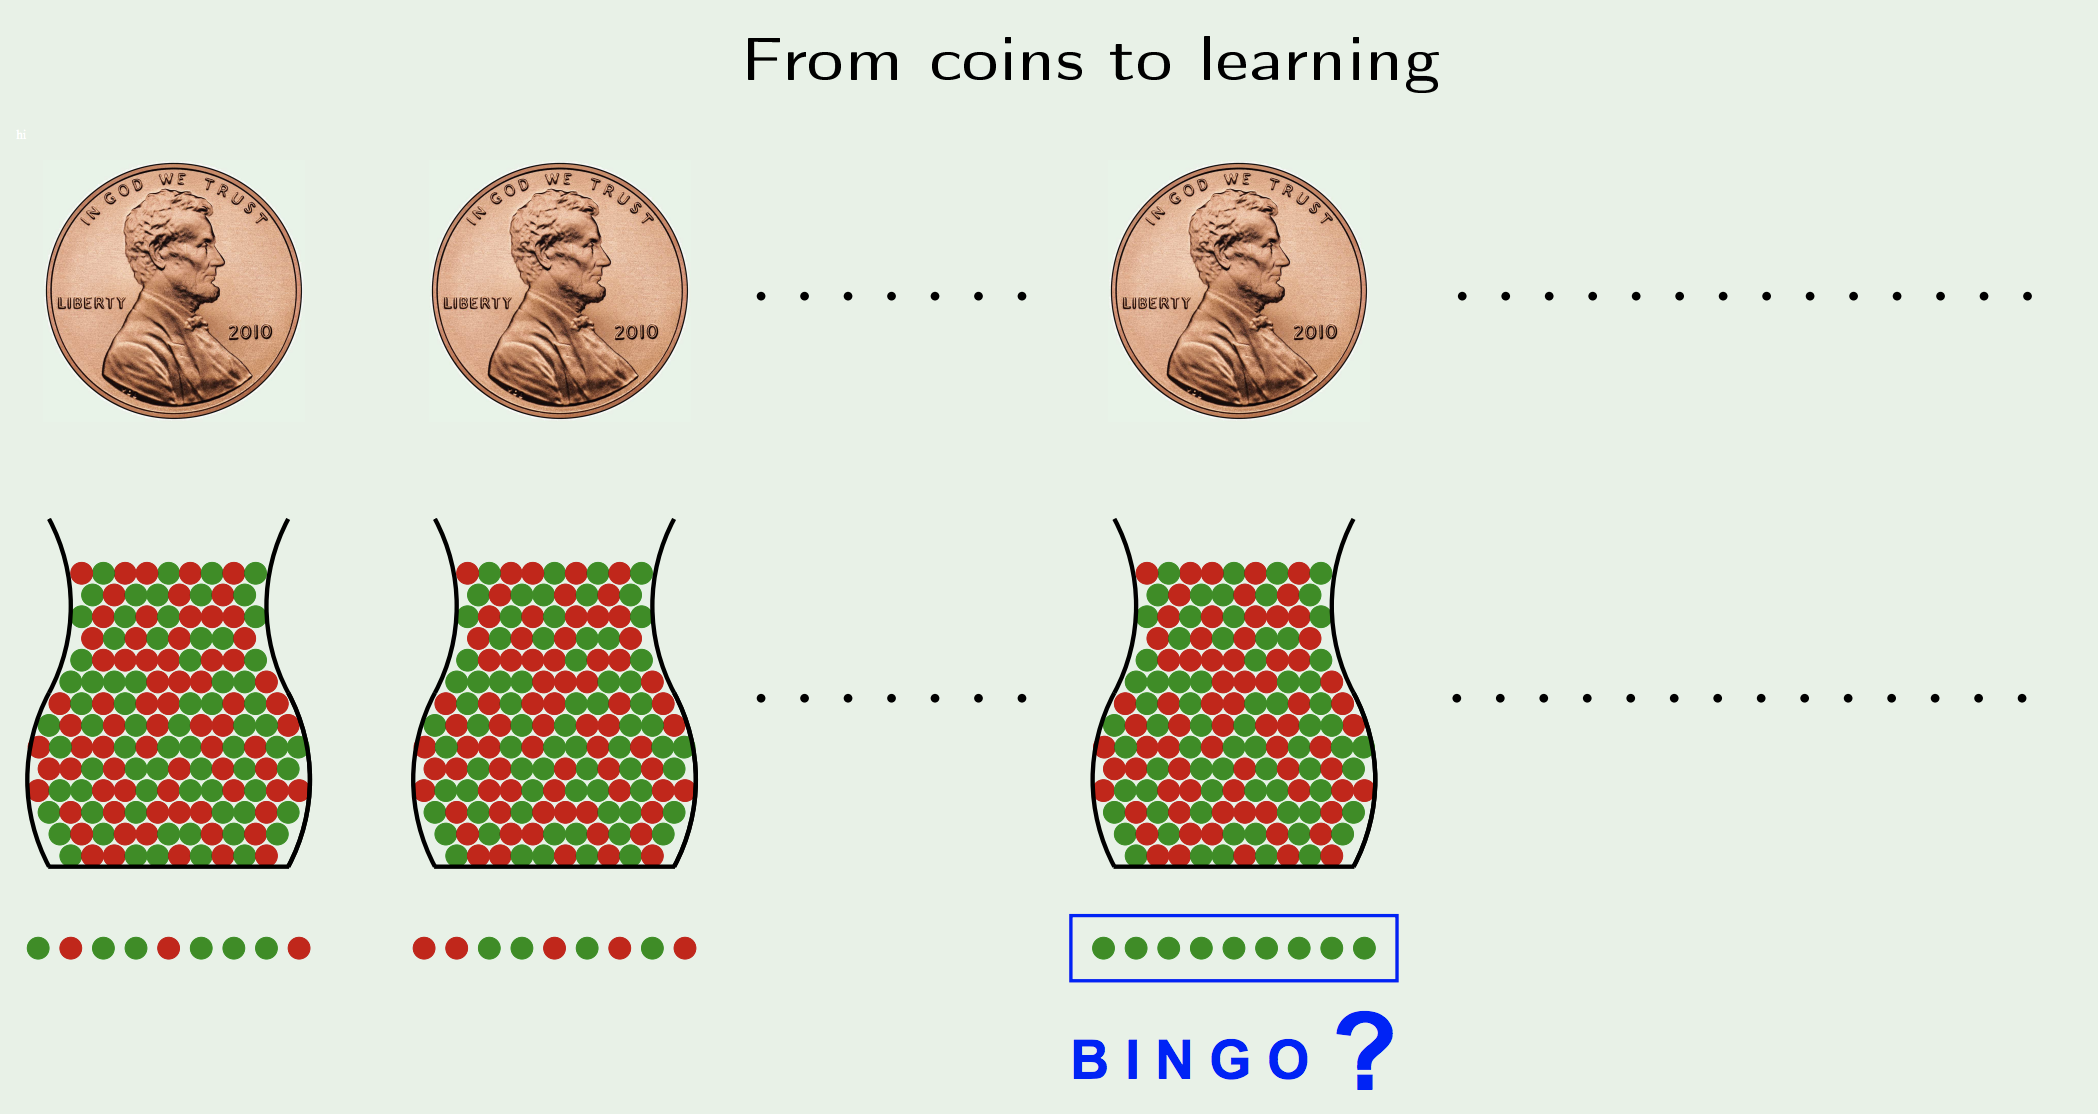 From coins to learning
hi
IN GOD WE TRUST
LIBERTY
2010
IN GOD WE TRUST
LIBERTY
2010
IN GOD WE TRUST
LIBERTY
2010
BINGO ?